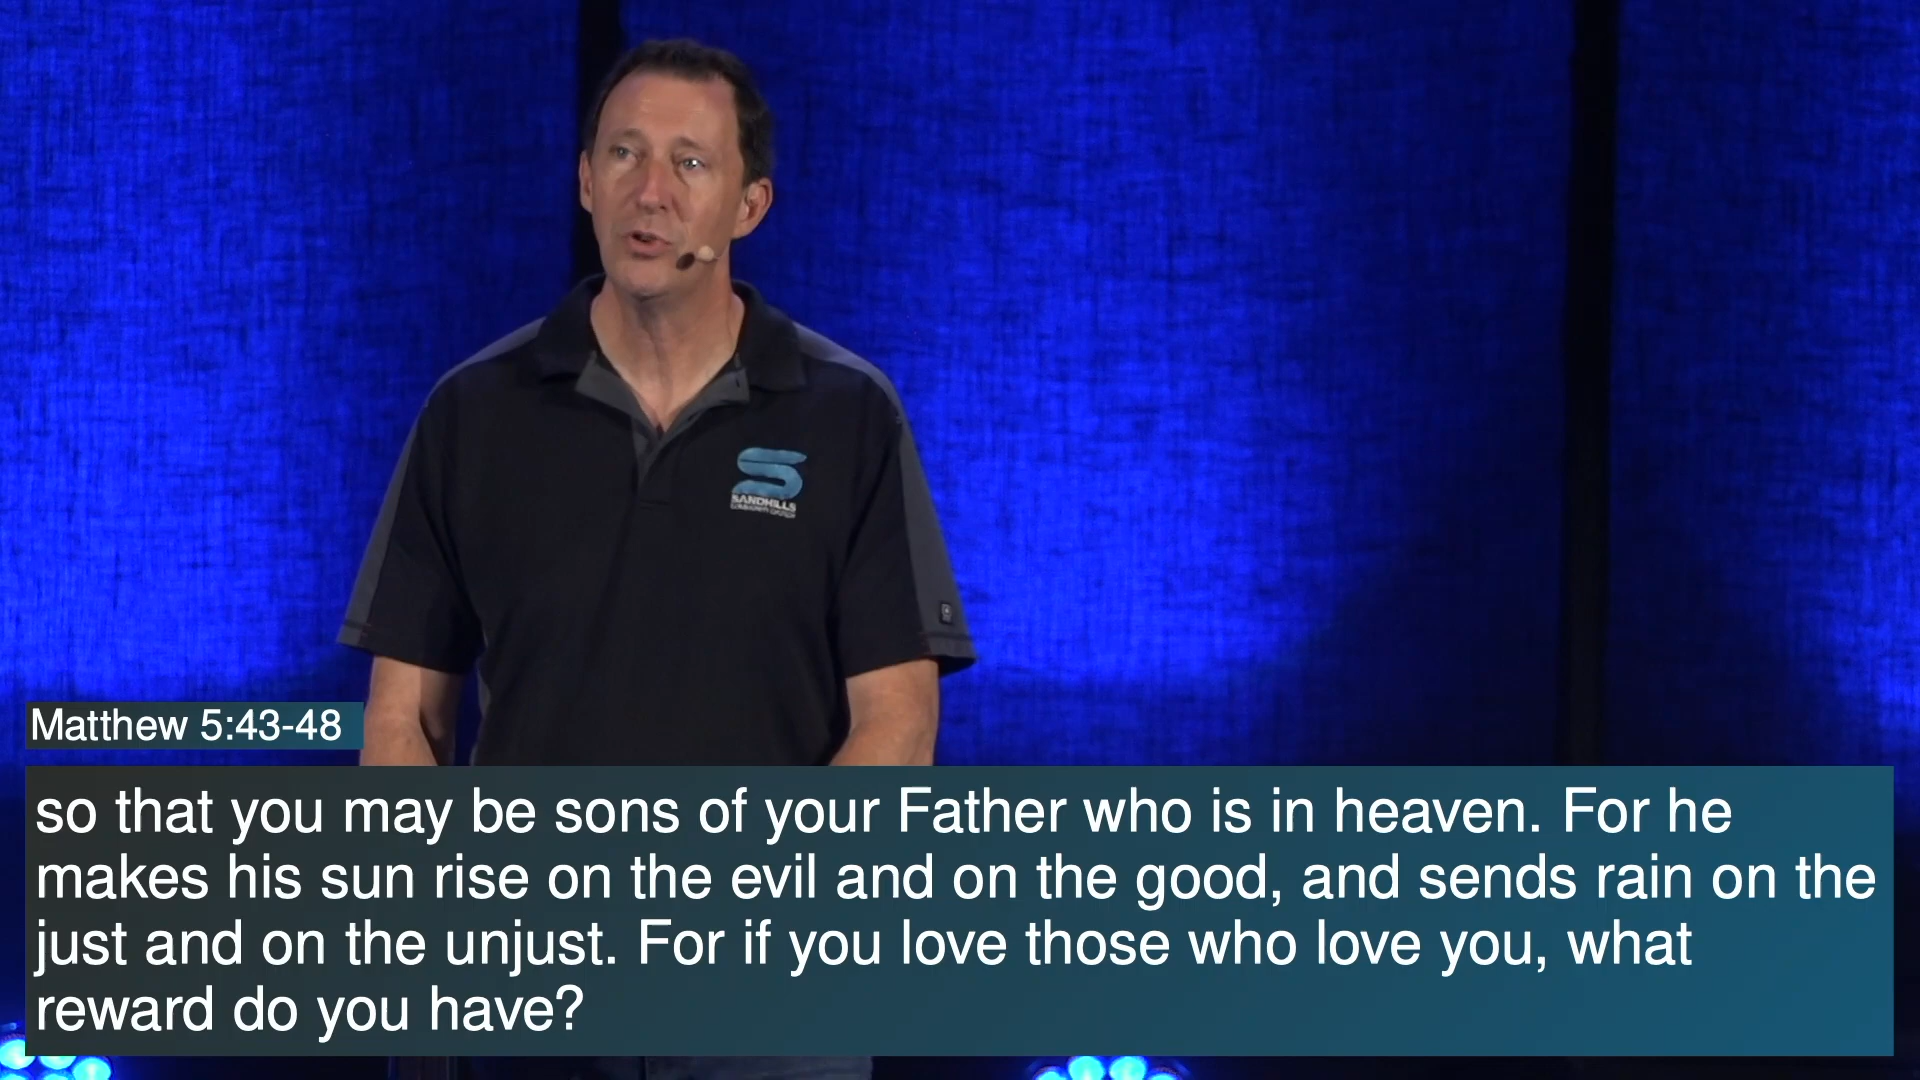 SANDHILLS
COMMUNITY CHURCH
Matthew 5:43-48
so that you may be sons of your Father who is in heaven. For he
makes his sun rise on the evil and on the good, and sends rain on the
just and on the unjust. For if you love those who love you, what
reward do you have?